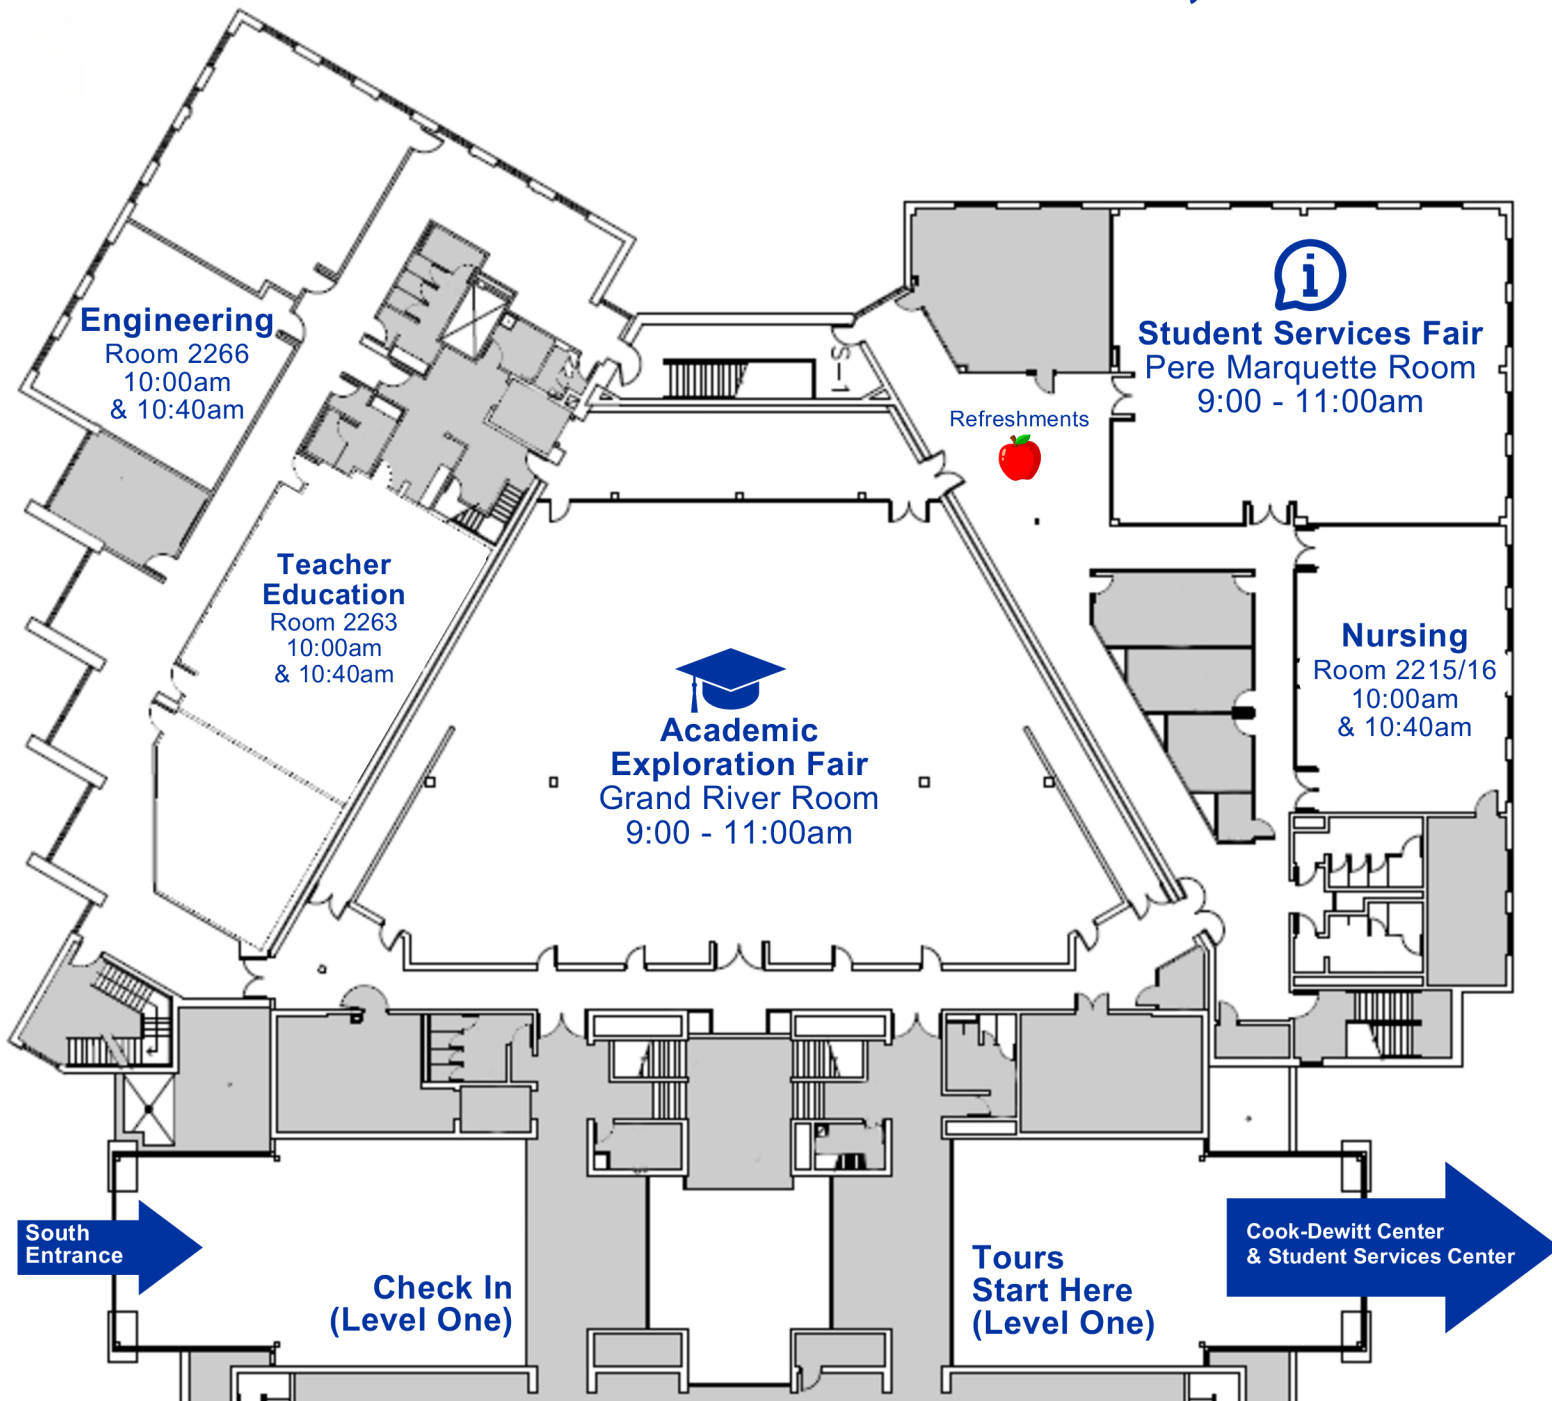 Engineering
Room 2266
10:00am
& 10:40am
S-1
Student Services Fair
Pere Marquette Room
9:00 - 11:00am
Refreshments
Teacher
Education
Room 2263
10:00am
& 10:40am
Nursing
Room 2215/16
10:00am
& 10:40am
Academic
Exploration Fair
Grand River Room
9:00 - 11:00am
South
Entrance
Check In
(Level One)
Tours
Start Here
(Level One)
Cook-Dewitt Center
& Student Services Center